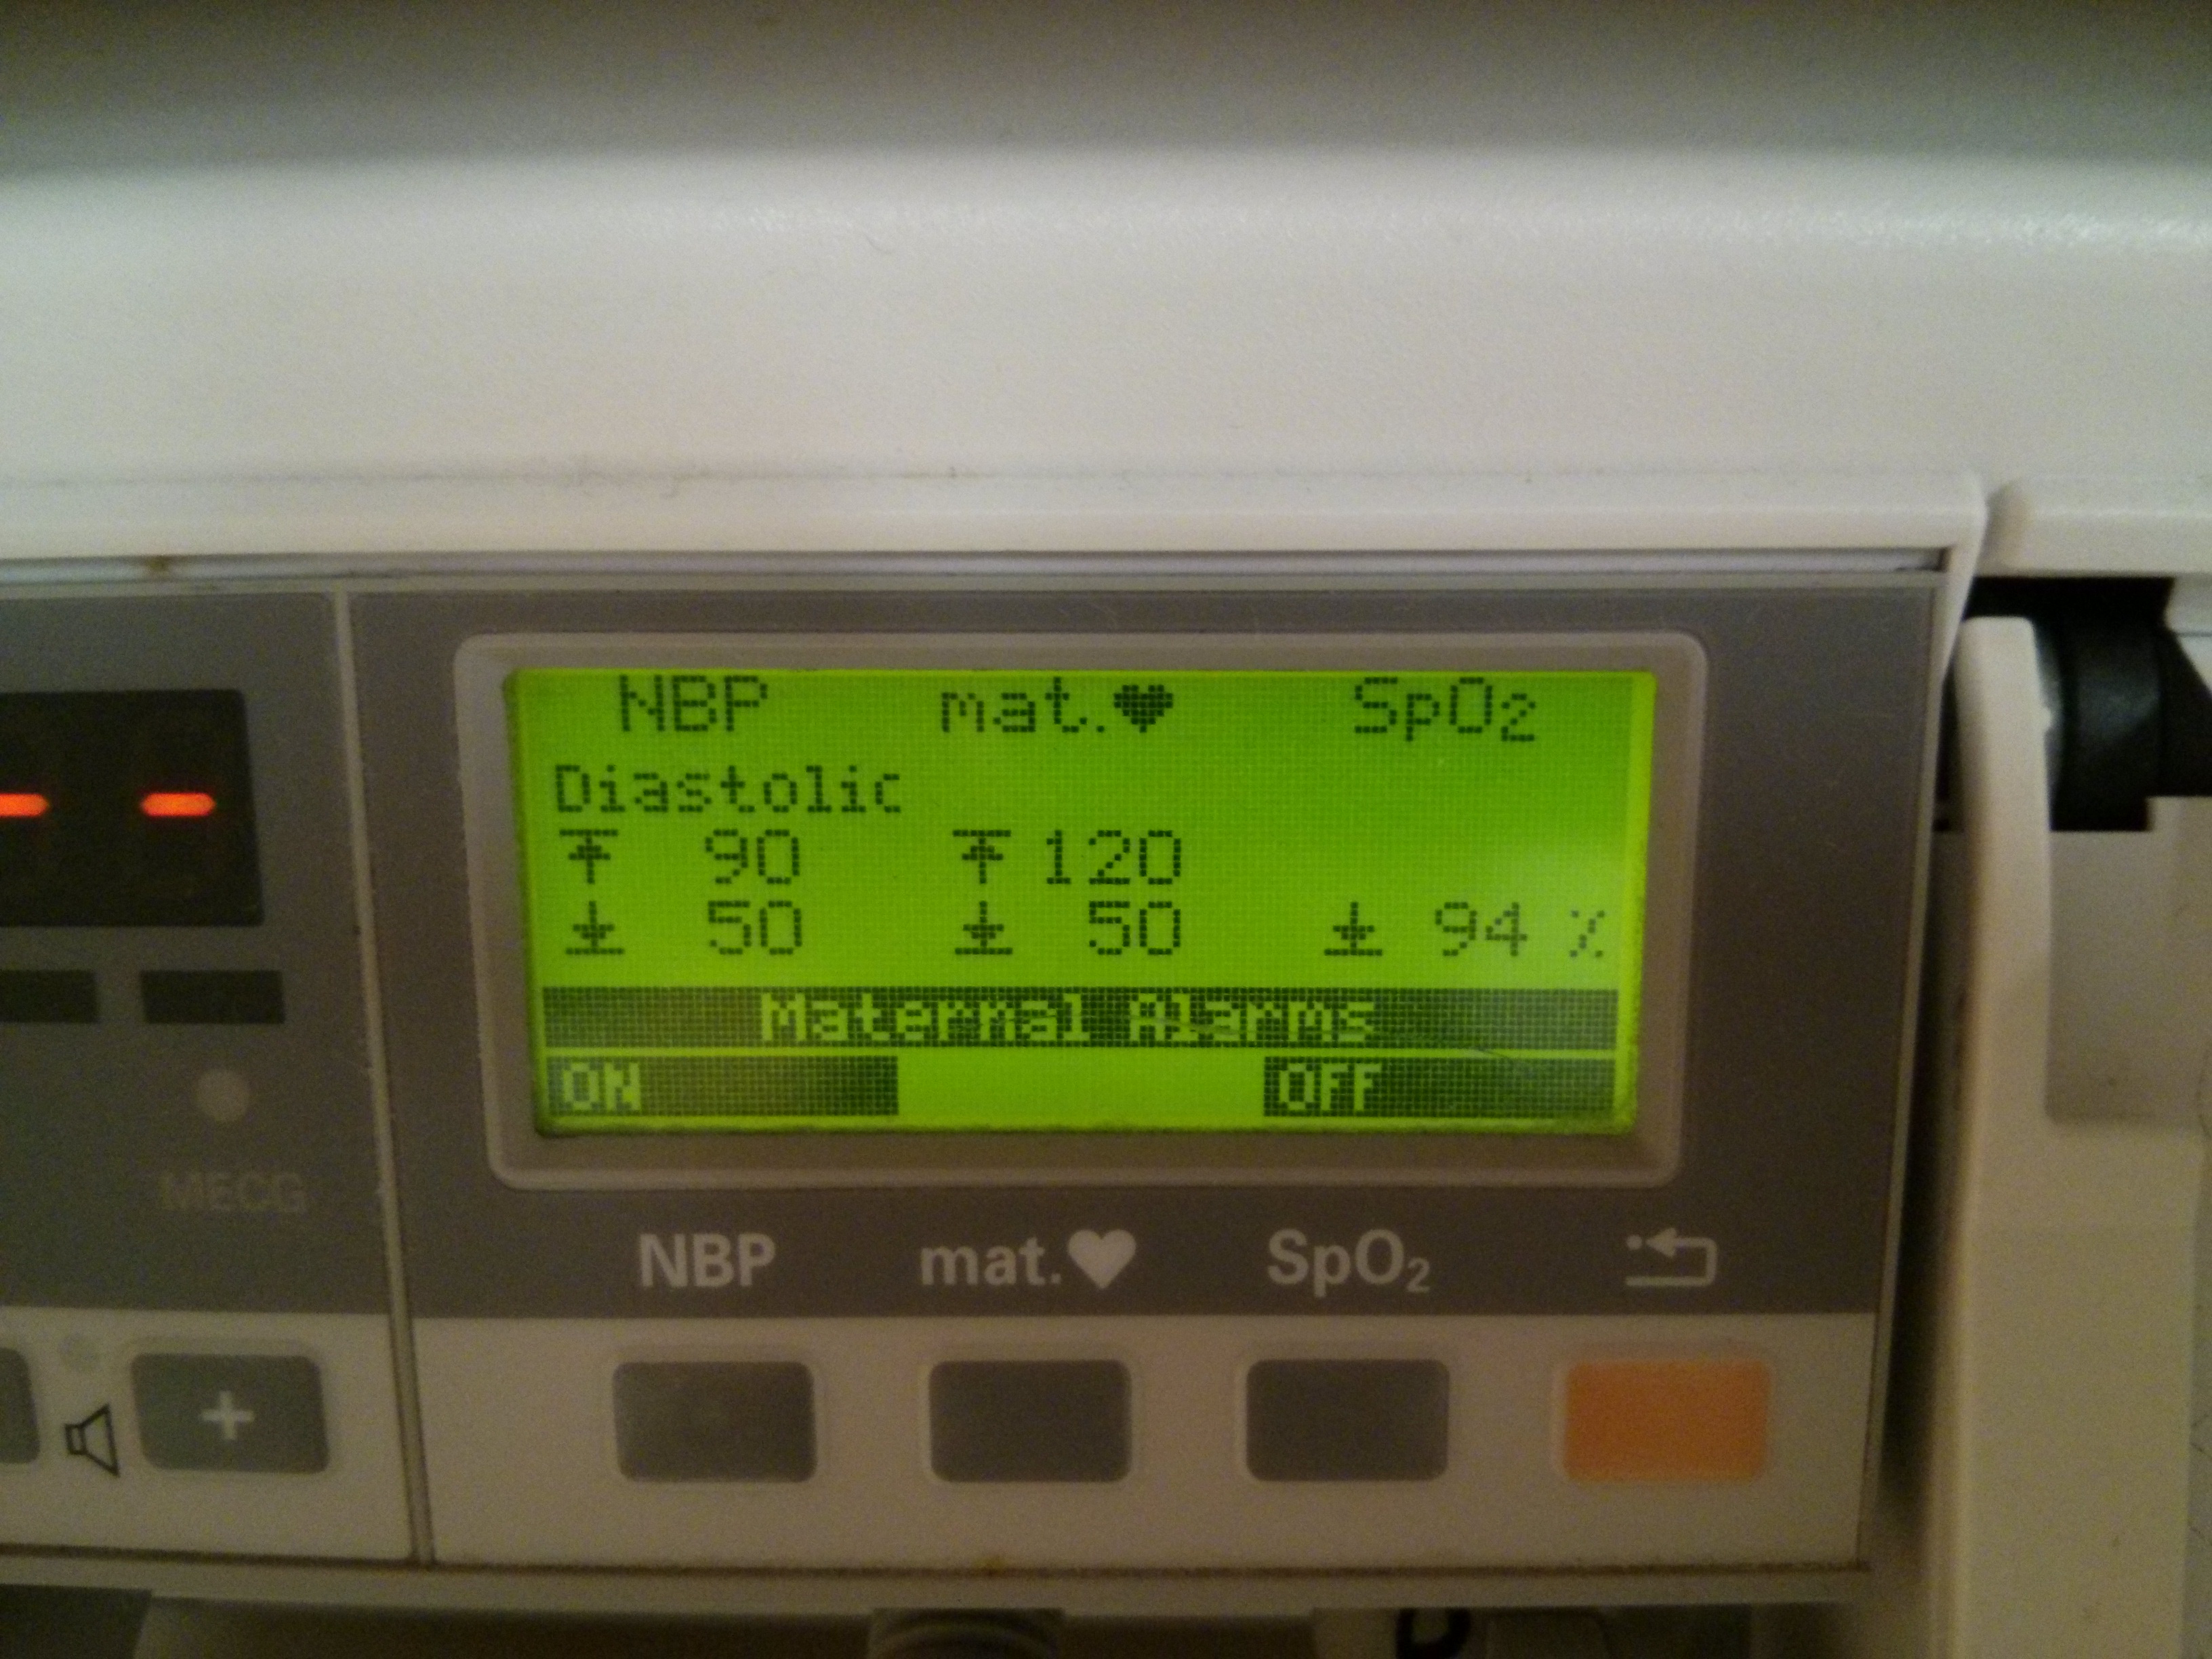 NBP mat.♥ SpO₂
Diastolic
90 120
50 50 94 %
Maternal Alarms
ON OFF
MECG
NBP mat.♥ SpO₂
+